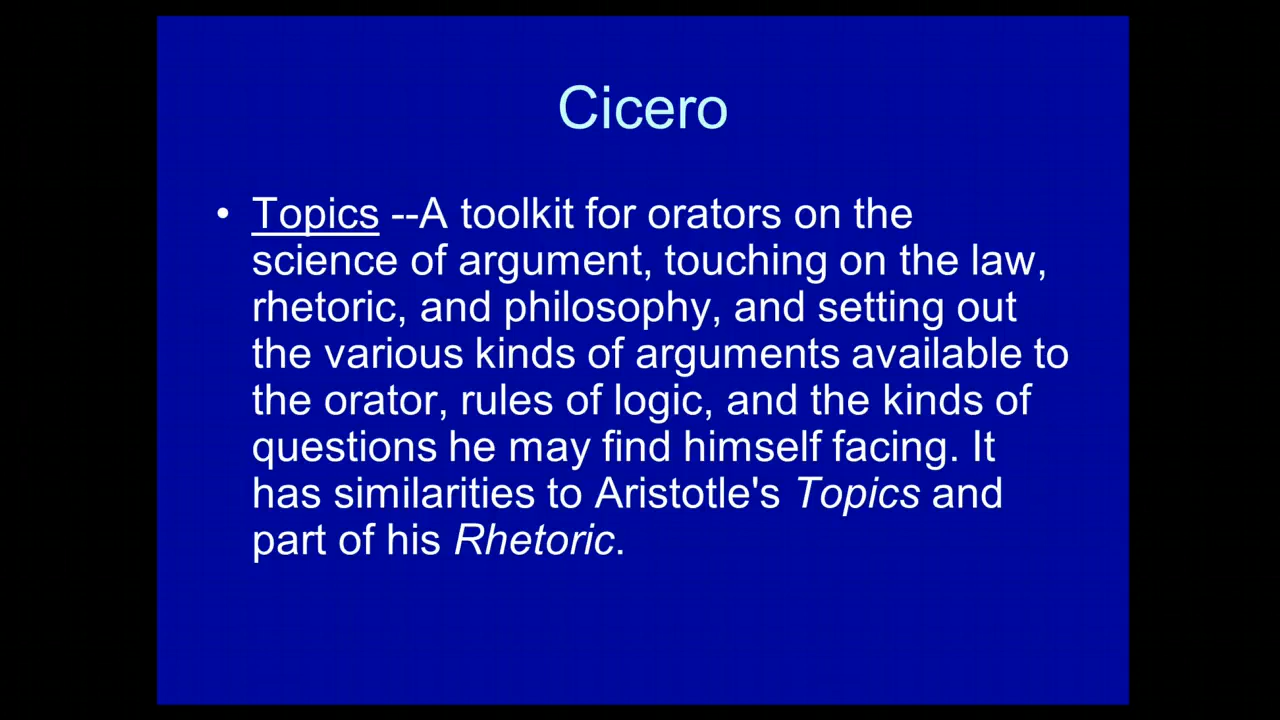 Cicero
• Topics --A toolkit for orators on the
science of argument, touching on the law,
rhetoric, and philosophy, and setting out
the various kinds of arguments available to
the orator, rules of logic, and the kinds of
questions he may find himself facing. It
has similarities to Aristotle's Topics and
part of his Rhetoric.